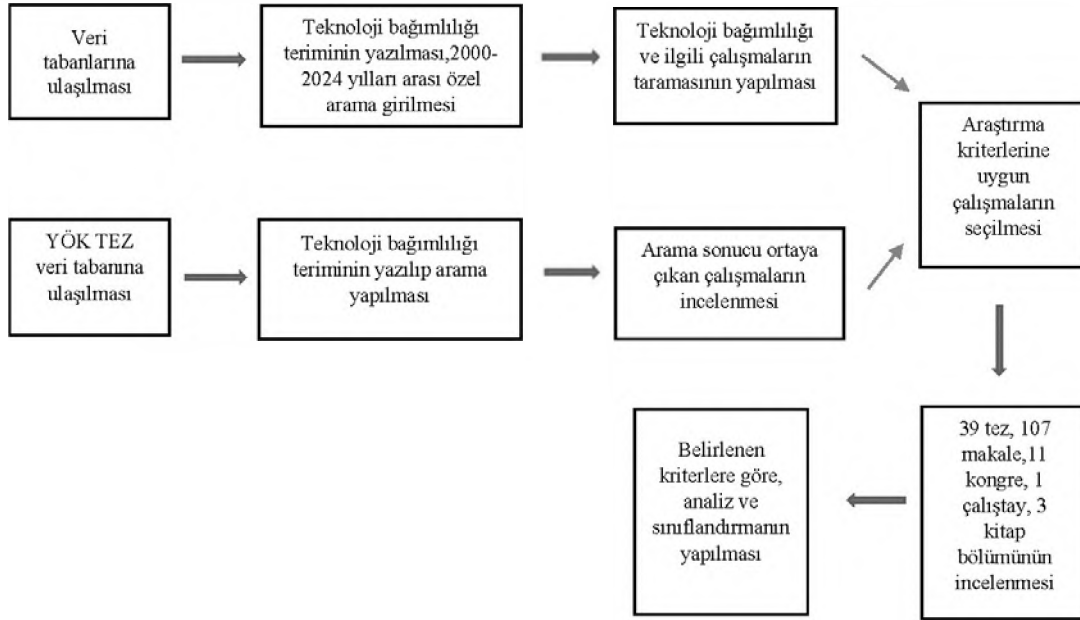 Veri
tabanlarına
ulaşılması
Teknoloji bağımlılığı
teriminin yazılması,2000-
2024 yılları arası özel
arama girilmesi
Teknoloji bağımlılığı
ve ilgili çalışmaların
taramasının yapılması
Araştırma
kriterlerine
uygun
çalışmaların
seçilmesi
YÖK TEZ
veri tabanına
ulaşılması
Teknoloji bağımlılığı
teriminin yazılıp arama
yapılması
Arama sonucu ortaya
çıkan çalışmaların
incelenmesi
39 tez, 107
makale,11
kongre, 1
çalıştay, 3
kitap
bölümünün
incelenmesi
Belirlenen
kriterlere göre,
analiz ve
sınıflandırmanın
yapılması